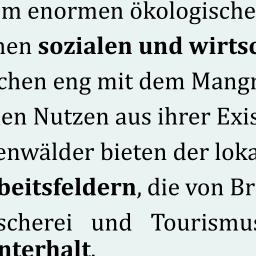 m enormen ökologische
nen sozialen und wirtsc
chen eng mit dem Mang
en Nutzen aus ihrer Exis
enwälder bieten der loka
beitsfeldern, die von Br
scherei und Tourismus
nterhalt.